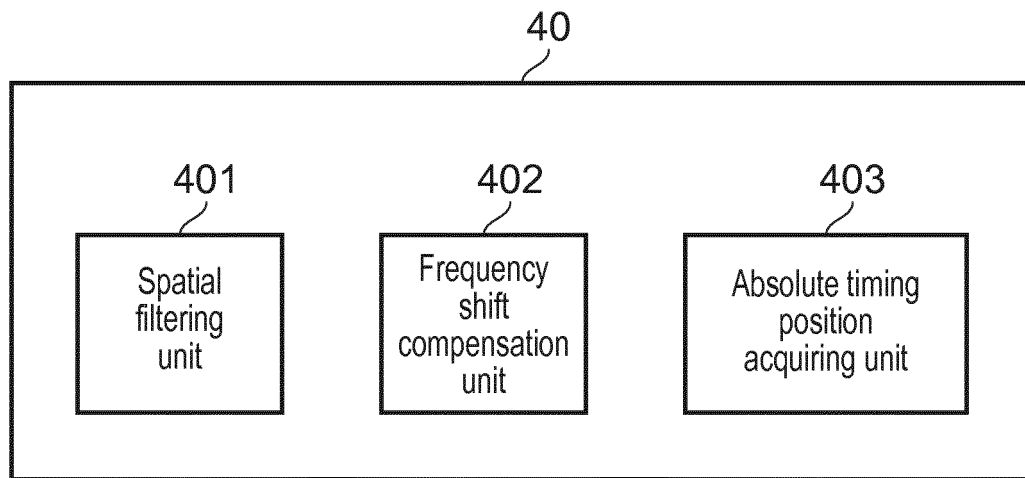 40
401
402
403
Spatial
filtering
unit
Frequency
shift
compensation
unit
Absolute timing
position
acquiring unit